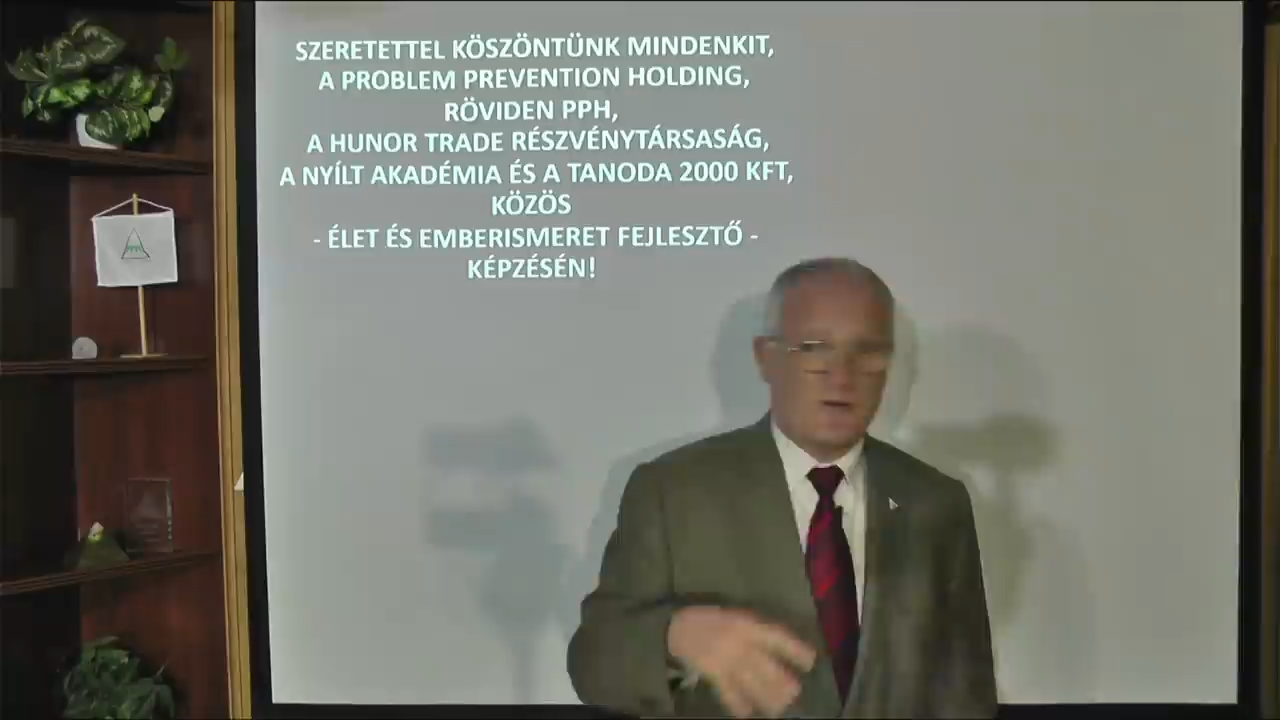 SZERETETTEL KÖSZÖNTÜNK MINDENKIT,
A PROBLEM PREVENTION HOLDING,
RÖVIDEN PPH,
A HUNOR TRADE RÉSZVÉNYTÁRSASÁG,
A NYÍLT AKADÉMIA ÉS A TANODA 2000 KFT,
KÖZÖS
- ÉLET ÉS EMBERISMERET FEJLESZTŐ -
KÉPZÉSÉN!